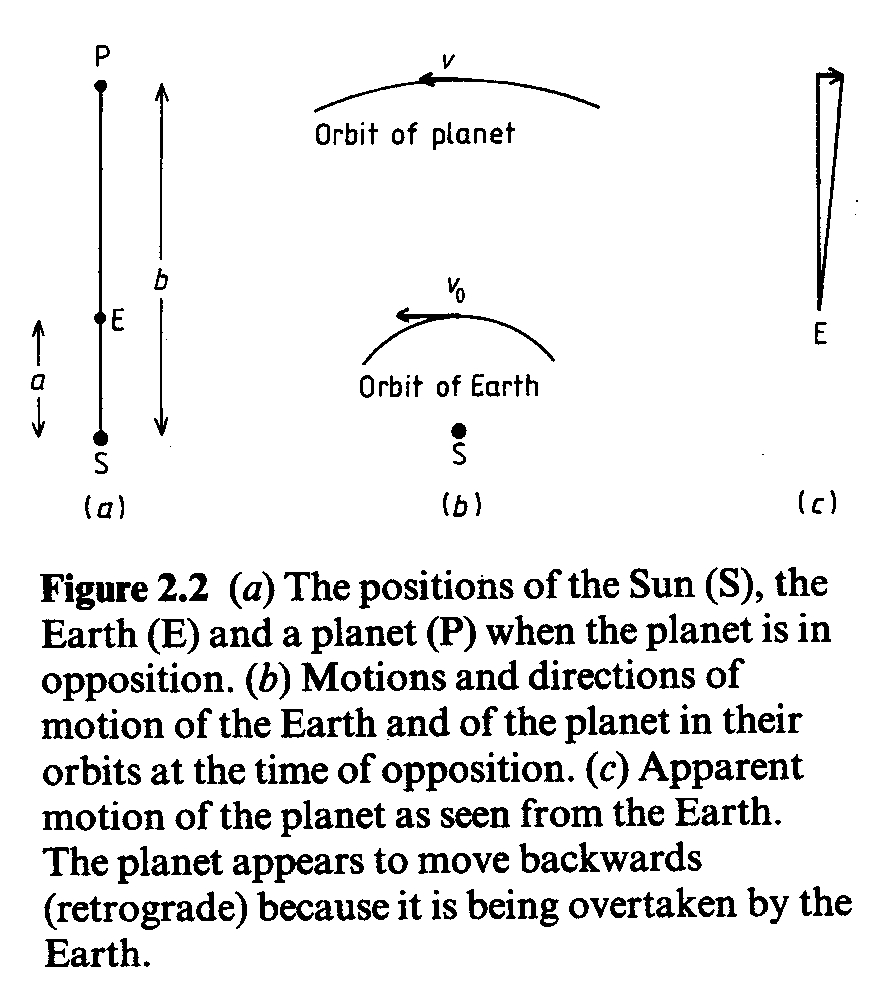 P
v
Orbit of planet
b
v0
E
E
a
Orbit of Earth
S
S
(a)
(b)
(c)
Figure 2.2 (a) The positions of the Sun (S), the
Earth (E) and a planet (P) when the planet is in
opposition. (b) Motions and directions of
motion of the Earth and of the planet in their
orbits at the time of opposition. (c) Apparent
motion of the planet as seen from the Earth.
The planet appears to move backwards
(retrograde) because it is being overtaken by the
Earth.